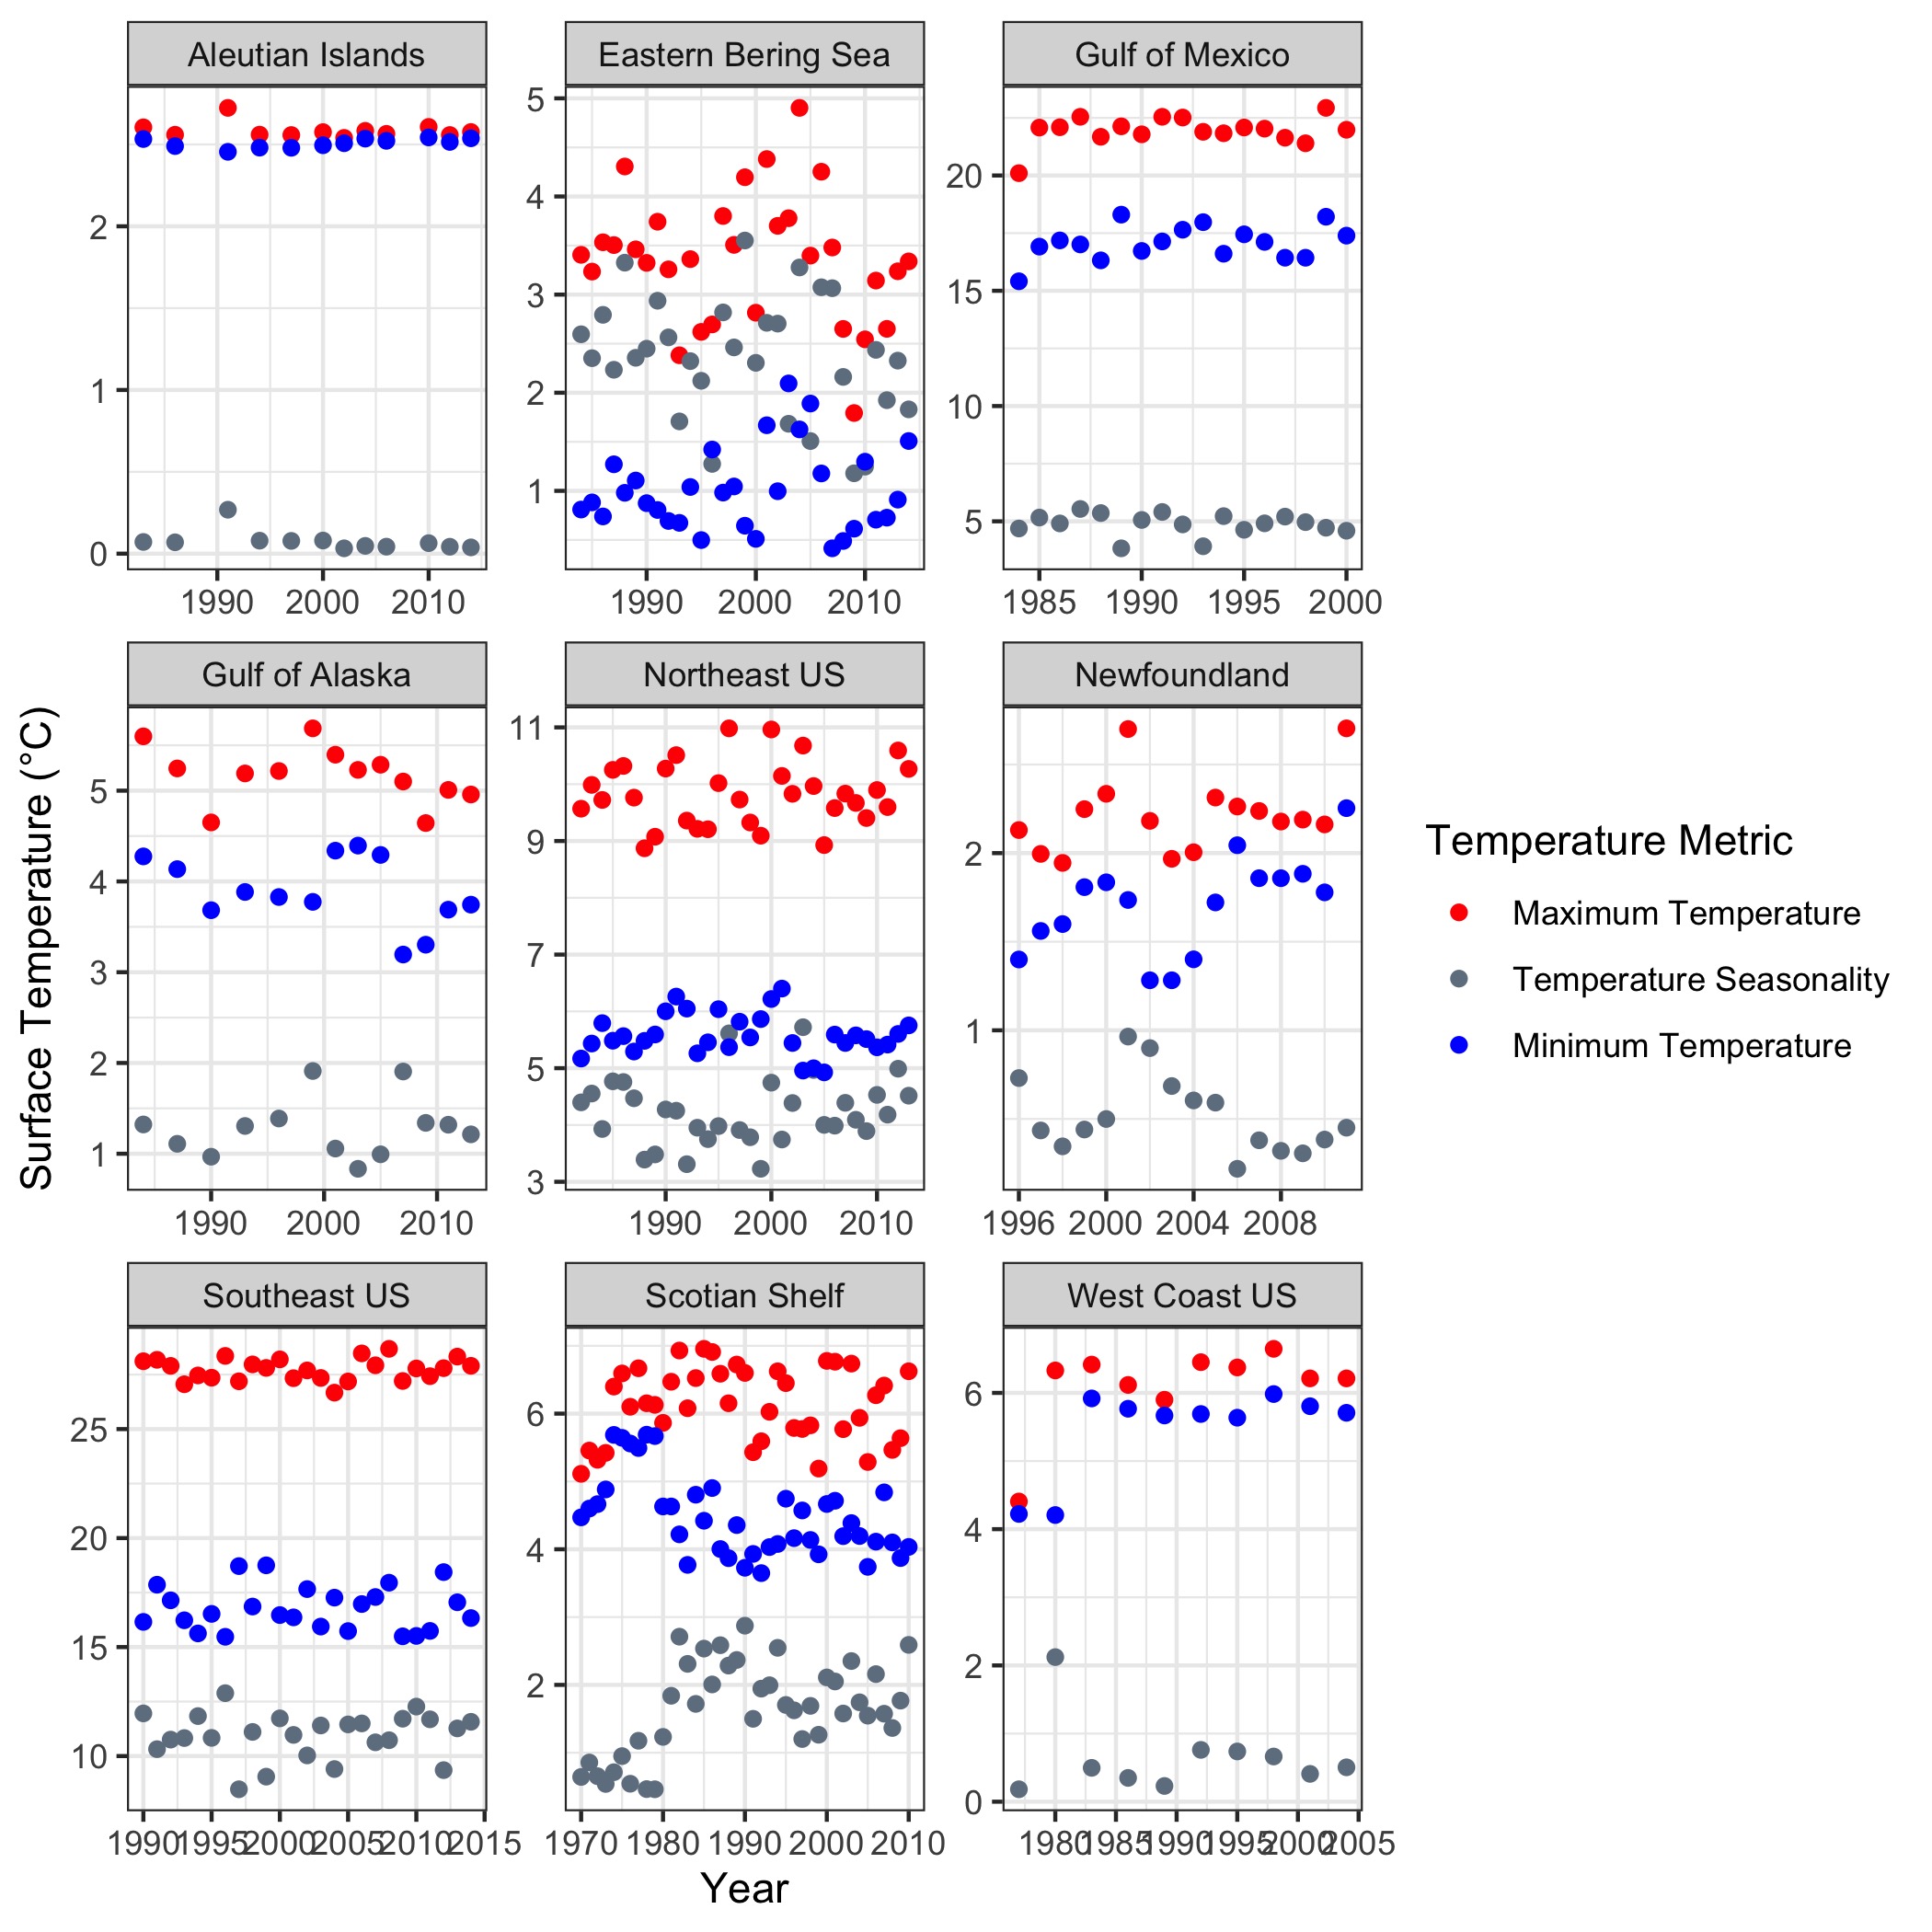 Aleutian Islands
Eastern Bering Sea
Gulf of Mexico
2
1
0
5
4
3
2
1
20
15
10
5
1990 2000 2010
1990 2000 2010
1985 1990 1995 2000
Gulf of Alaska
Northeast US
Newfoundland
5
4
3
2
1
11
9
7
5
3
2
1
1990 2000 2010
1990 2000 2010
1996 2000 2004 2008
Southeast US
Scotian Shelf
West Coast US
25
20
15
10
6
4
2
6
4
2
0
1990 1995 2000 2005 2010 2015
1970 1980 1990 2000 2010
1980 1985 1990 1995 2000 2005
Surface Temperature (°C)
Year
Temperature Metric
Maximum Temperature
Temperature Seasonality
Minimum Temperature